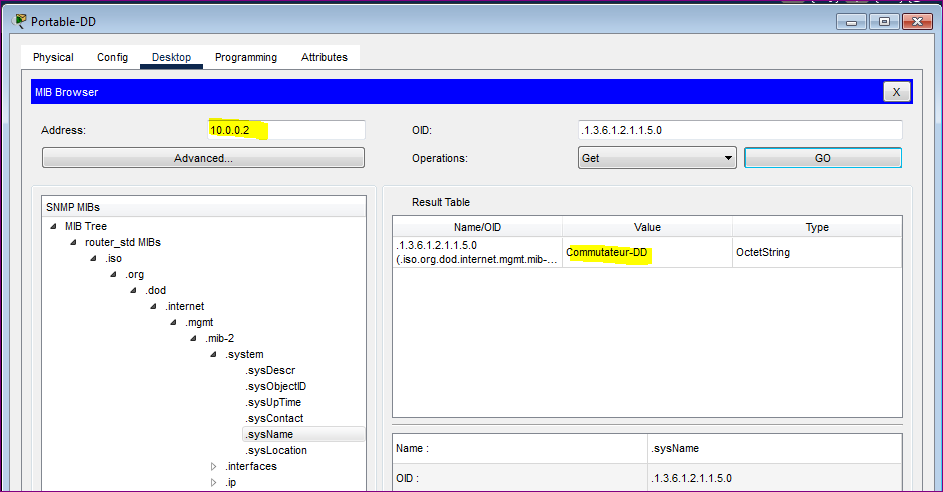 Portable-DD
Physical Config Desktop Programming Attributes
MIB Browser X
Address: 10.0.0.2 OID: .1.3.6.1.2.1.1.5.0
Advanced... Operations: Get GO
SNMP MIBs
MIB Tree
router_std MIBs
.iso
.org
.dod
.internet
.mgmt
.mib-2
.system
.sysDescr
.sysObjectID
.sysUpTime
.sysContact
.sysName
.sysLocation
.interfaces
.ip
Result Table
Name/OID Value Type
.1.3.6.1.2.1.1.5.0 Commutateur-DD OctetString
(.iso.org.dod.internet.mgmt.mib-...
Name : .sysName
OID : .1.3.6.1.2.1.1.5.0